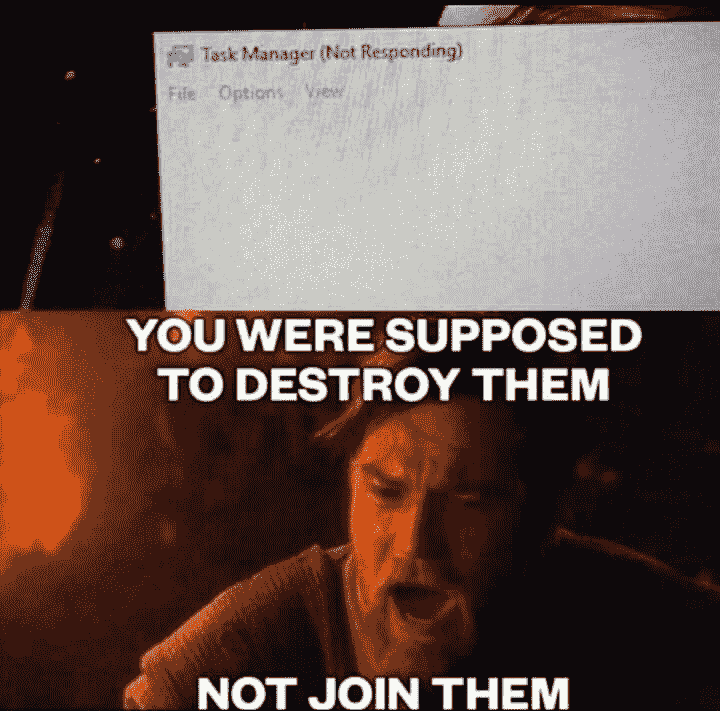 Task Manager (Not Responding)
File Options View
YOU WERE SUPPOSED
TO DESTROY THEM
NOT JOIN THEM